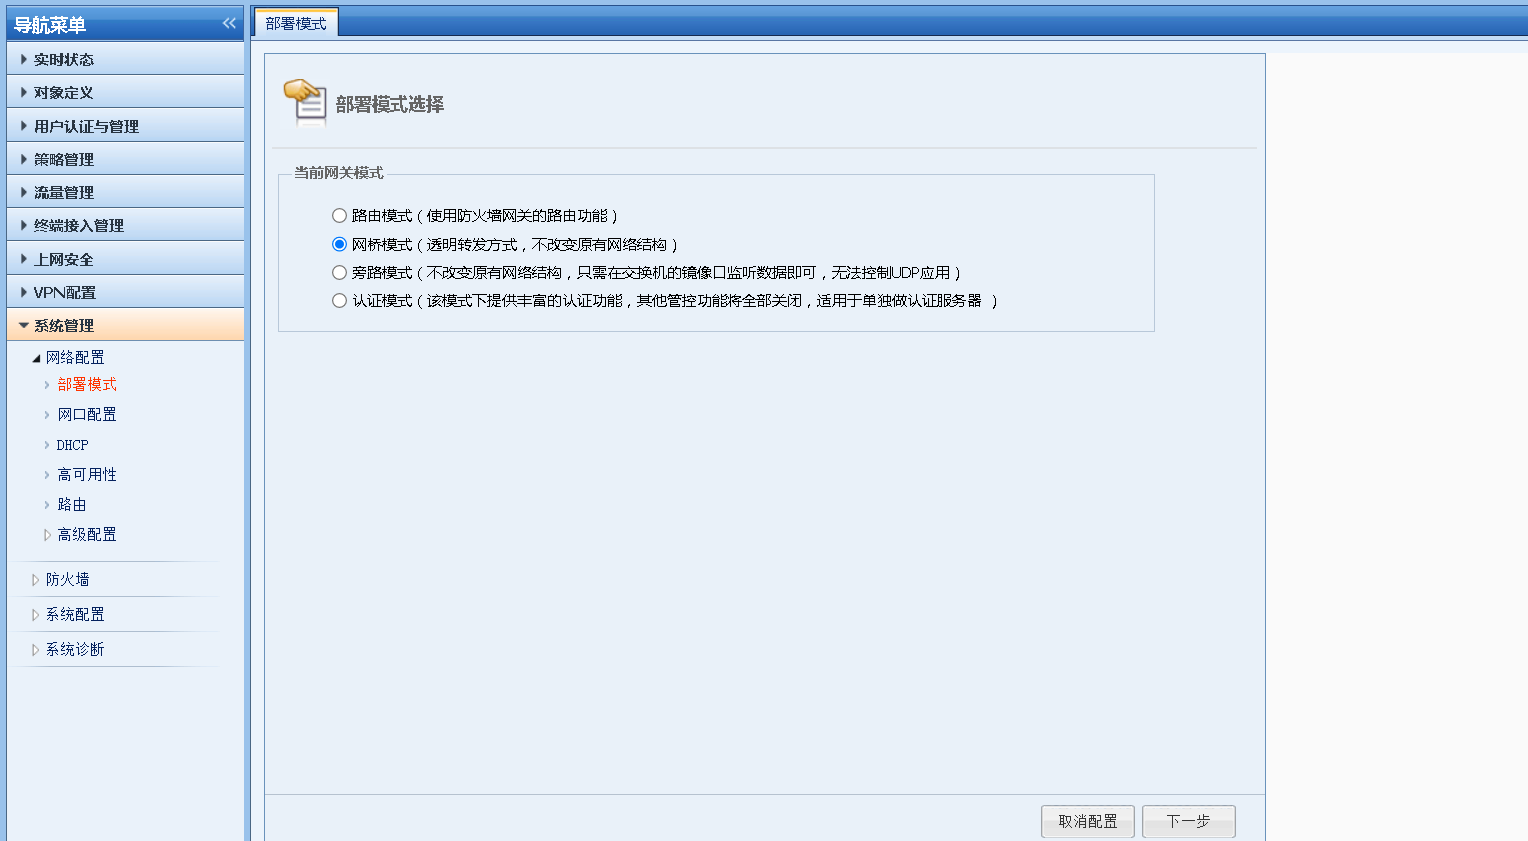 导航菜单
实时状态
对象定义
用户认证与管理
策略管理
流量管理
终端接入管理
上网安全
VPN配置
系统管理
网络配置
部署模式
网口配置
DHCP
高可用性
路由
高级配置
防火墙
系统配置
系统诊断
部署模式
部署模式选择
当前网关模式
路由模式（使用防火墙网关的路由功能）
网桥模式（透明转发方式，不改变原有网络结构）
旁路模式（不改变原有网络结构，只需在交换机的镜像口监听数据即可，无法控制UDP应用）
认证模式（该模式下提供丰富的认证功能，其他管控功能将全部关闭，适用于单独做认证服务器 ）
取消配置
下一步